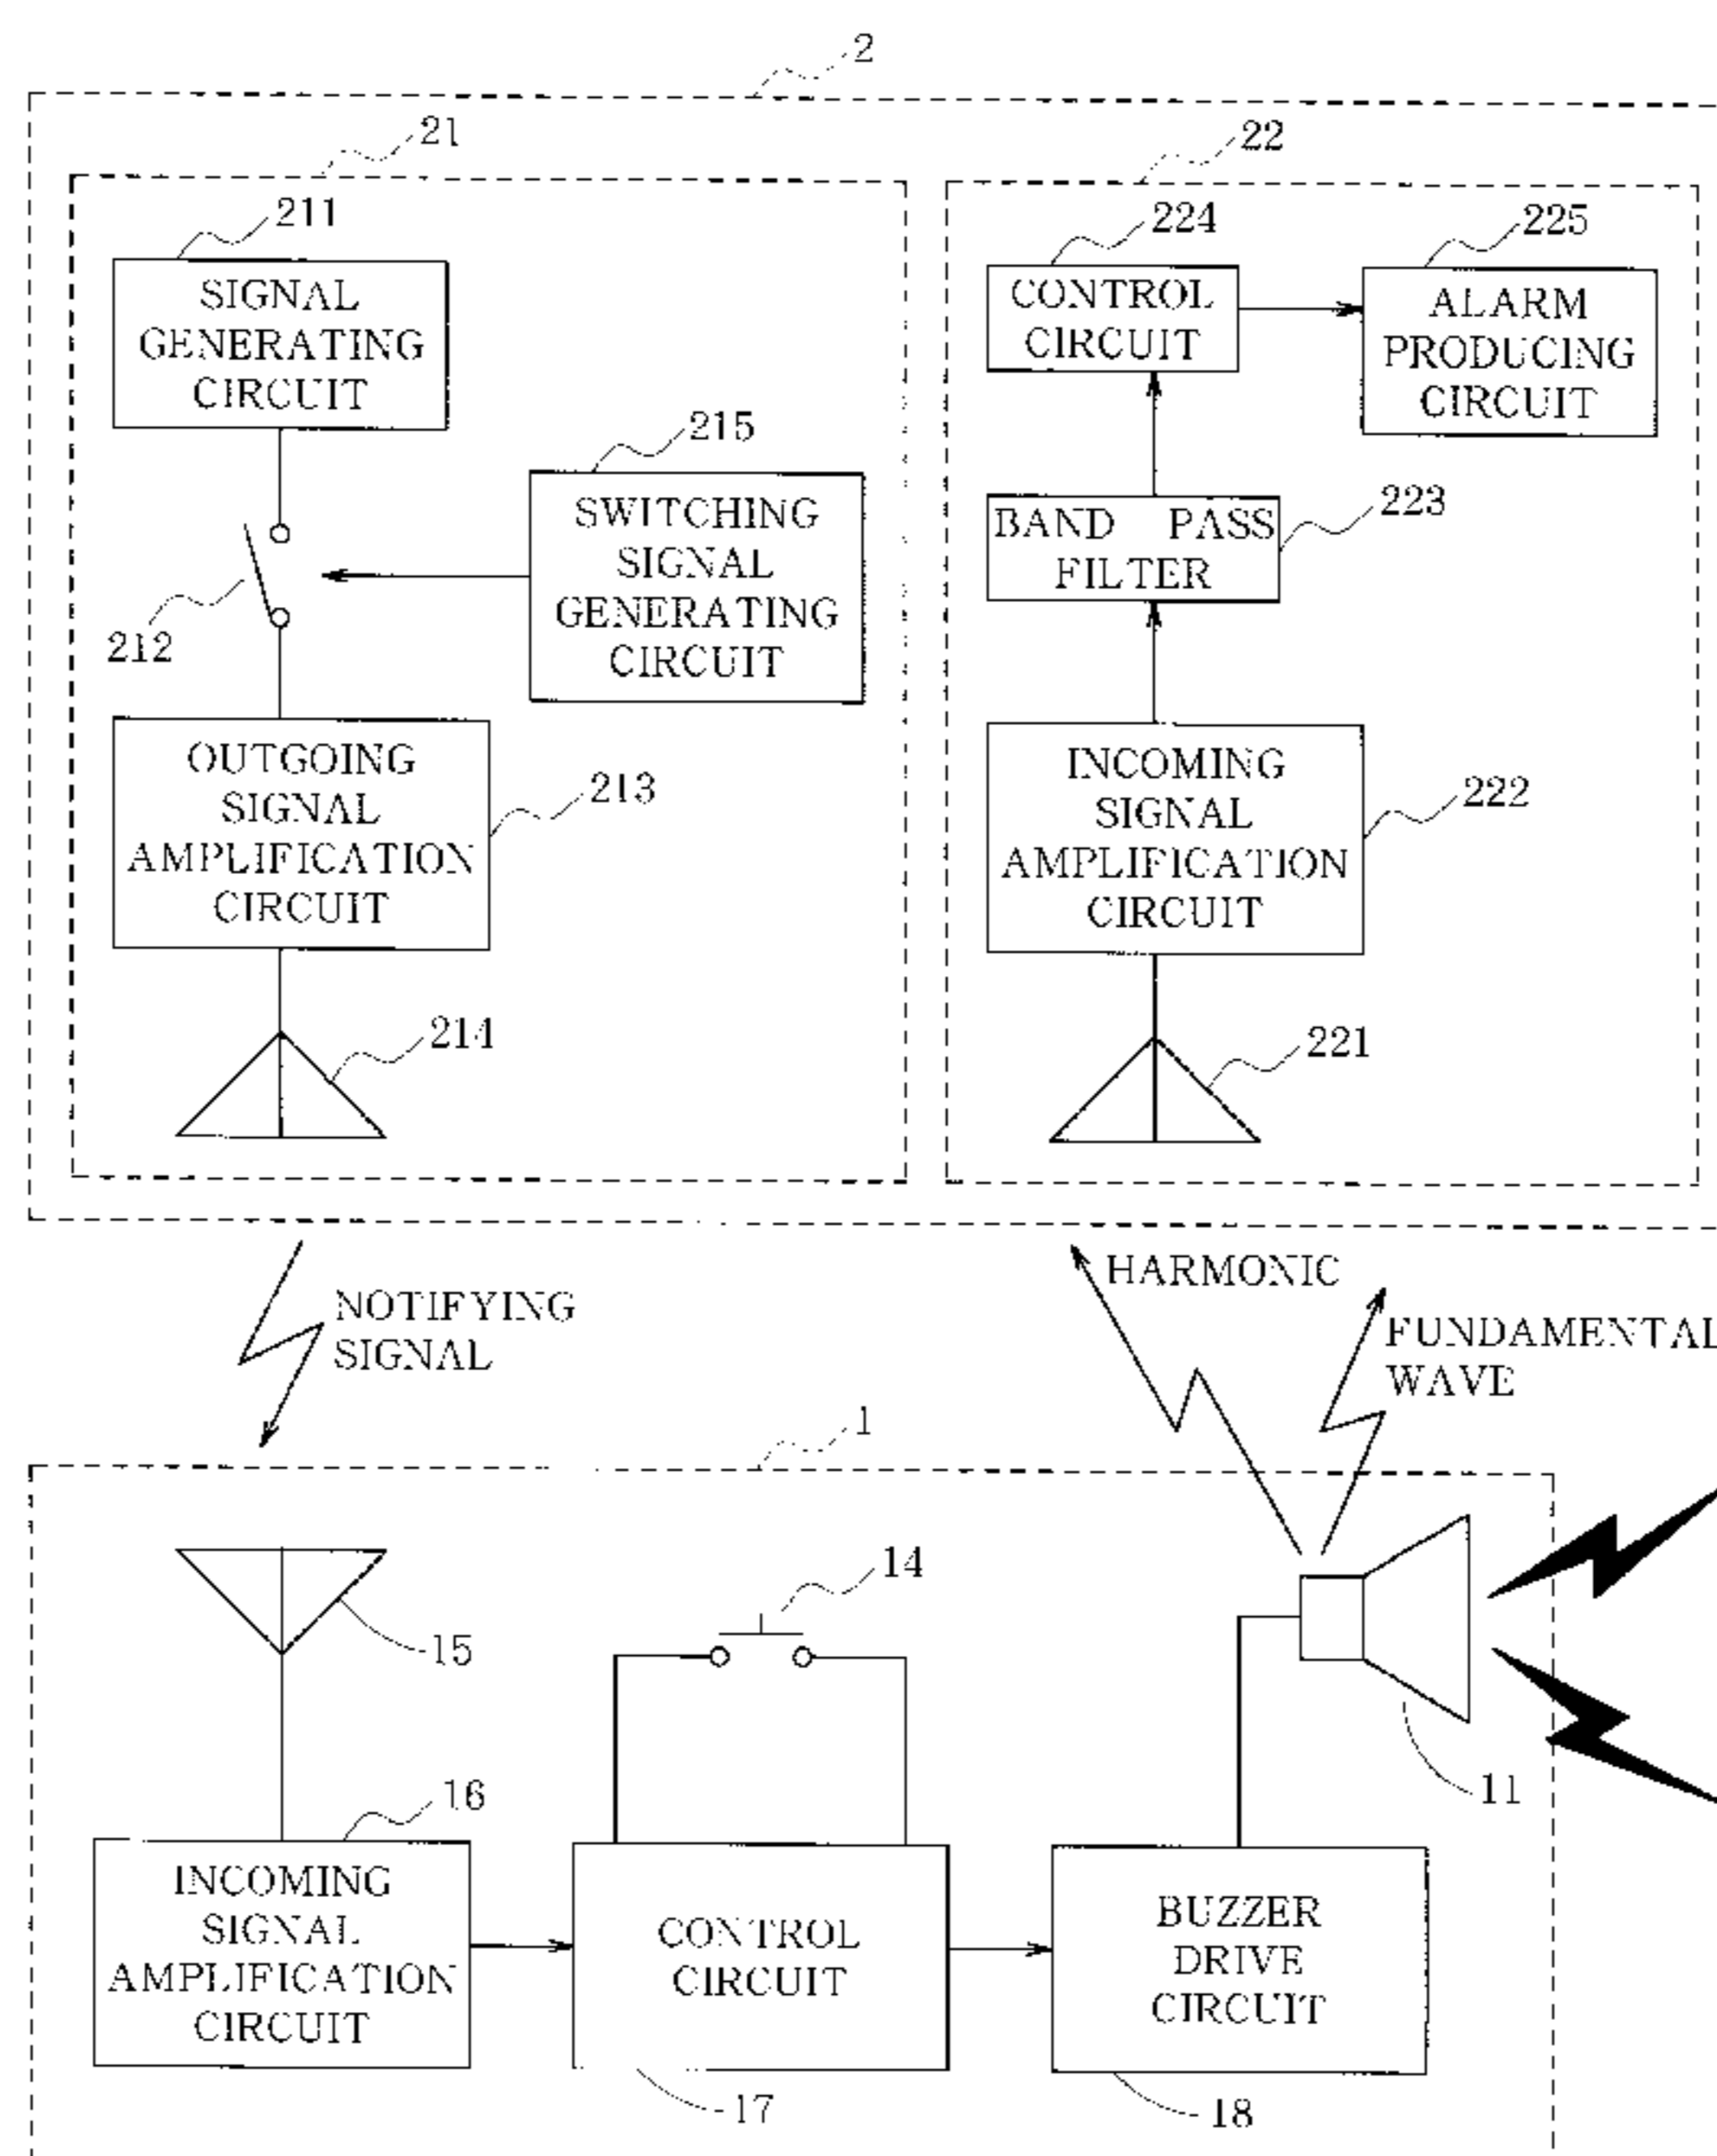 2
21
22
211
224
225
SIGNAL
GENERATING
CIRCUIT
CONTROL
CIRCUIT
ALARM
PRODUCING
CIRCUIT
215
SWITCHING
SIGNAL
GENERATING
CIRCUIT
223
BAND PASS
FILTER
212
OUTGOING
SIGNAL
AMPLIFICATION
CIRCUIT
213
INCOMING
SIGNAL
AMPLIFICATION
CIRCUIT
222
214
221
NOTIFYING
SIGNAL
HARMONIC
FUNDAMENTAL
WAVE
1
14
15
11
16
INCOMING
SIGNAL
AMPLIFICATION
CIRCUIT
CONTROL
CIRCUIT
BUZZER
DRIVE
CIRCUIT
17
18